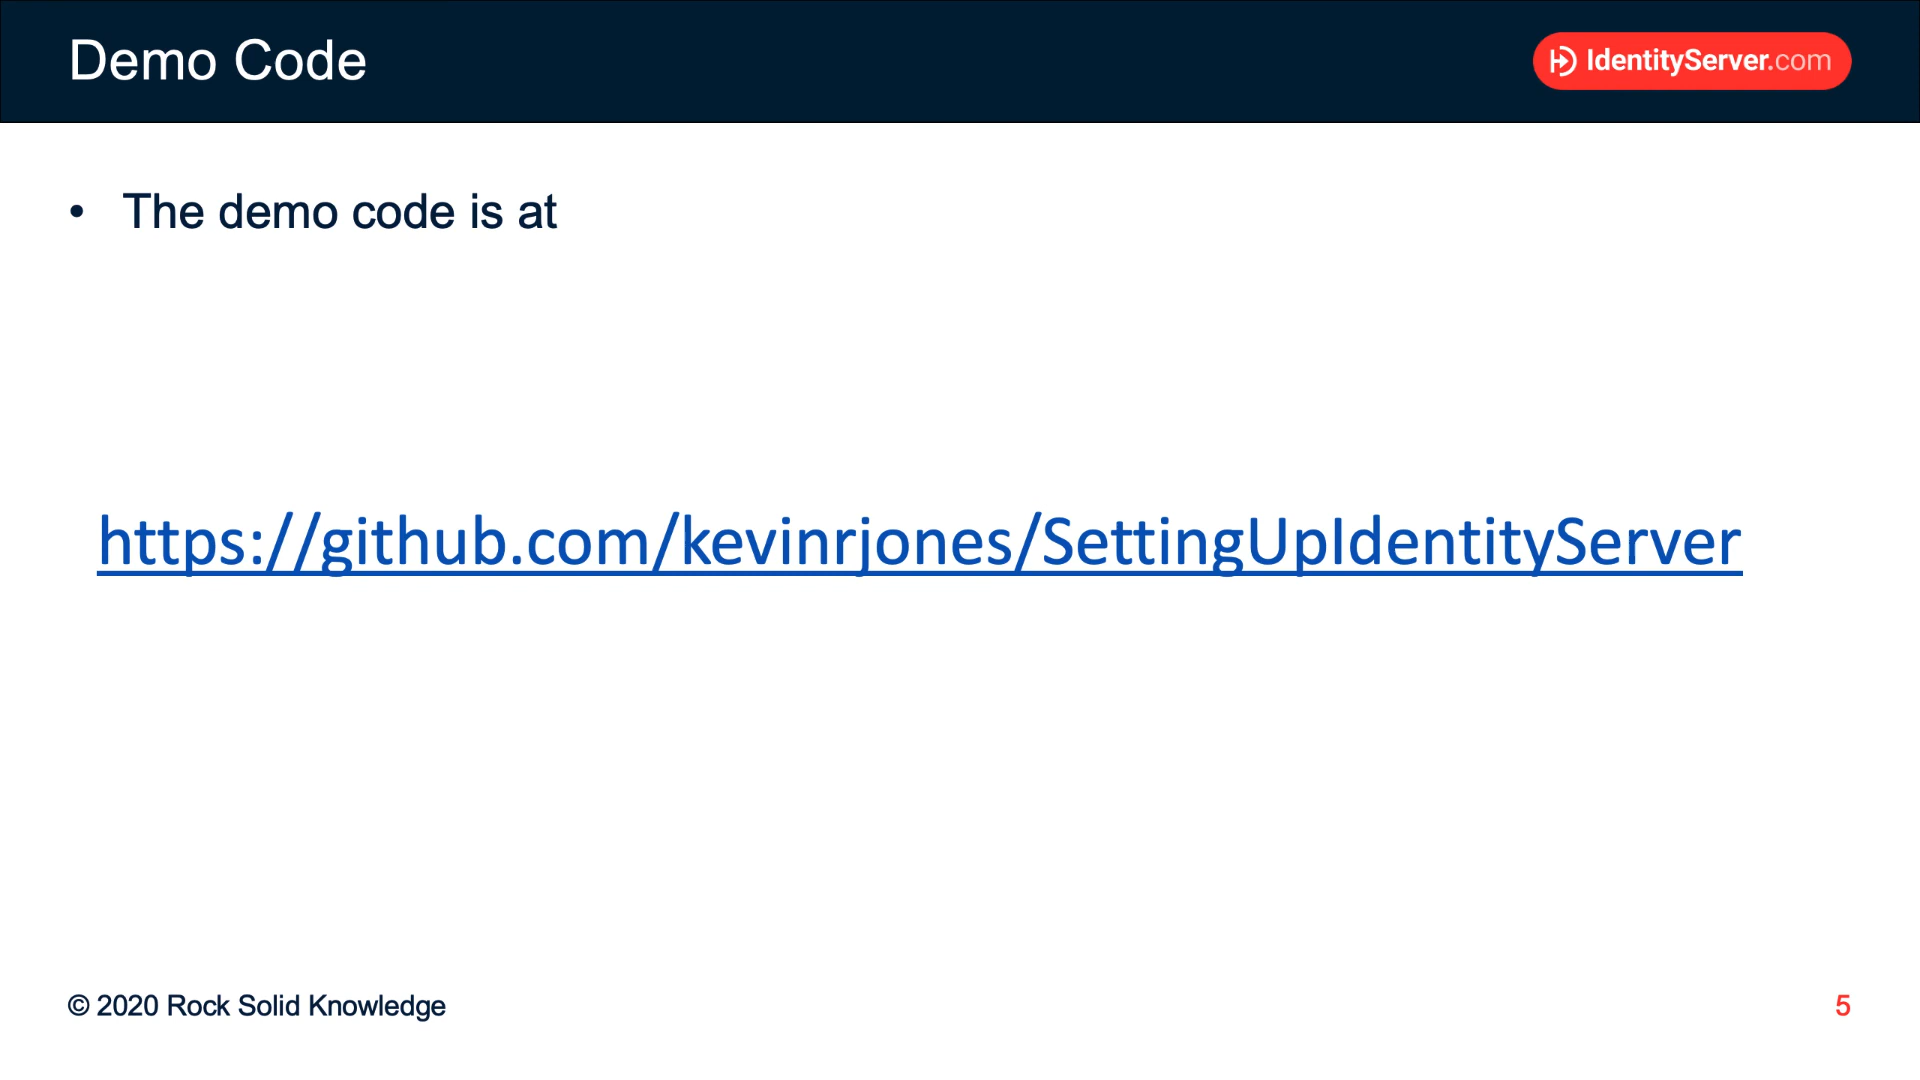 Demo Code
IdentityServer.com
• The demo code is at
https://github.com/kevinrjones/SettingUpIdentityServer
© 2020 Rock Solid Knowledge
5